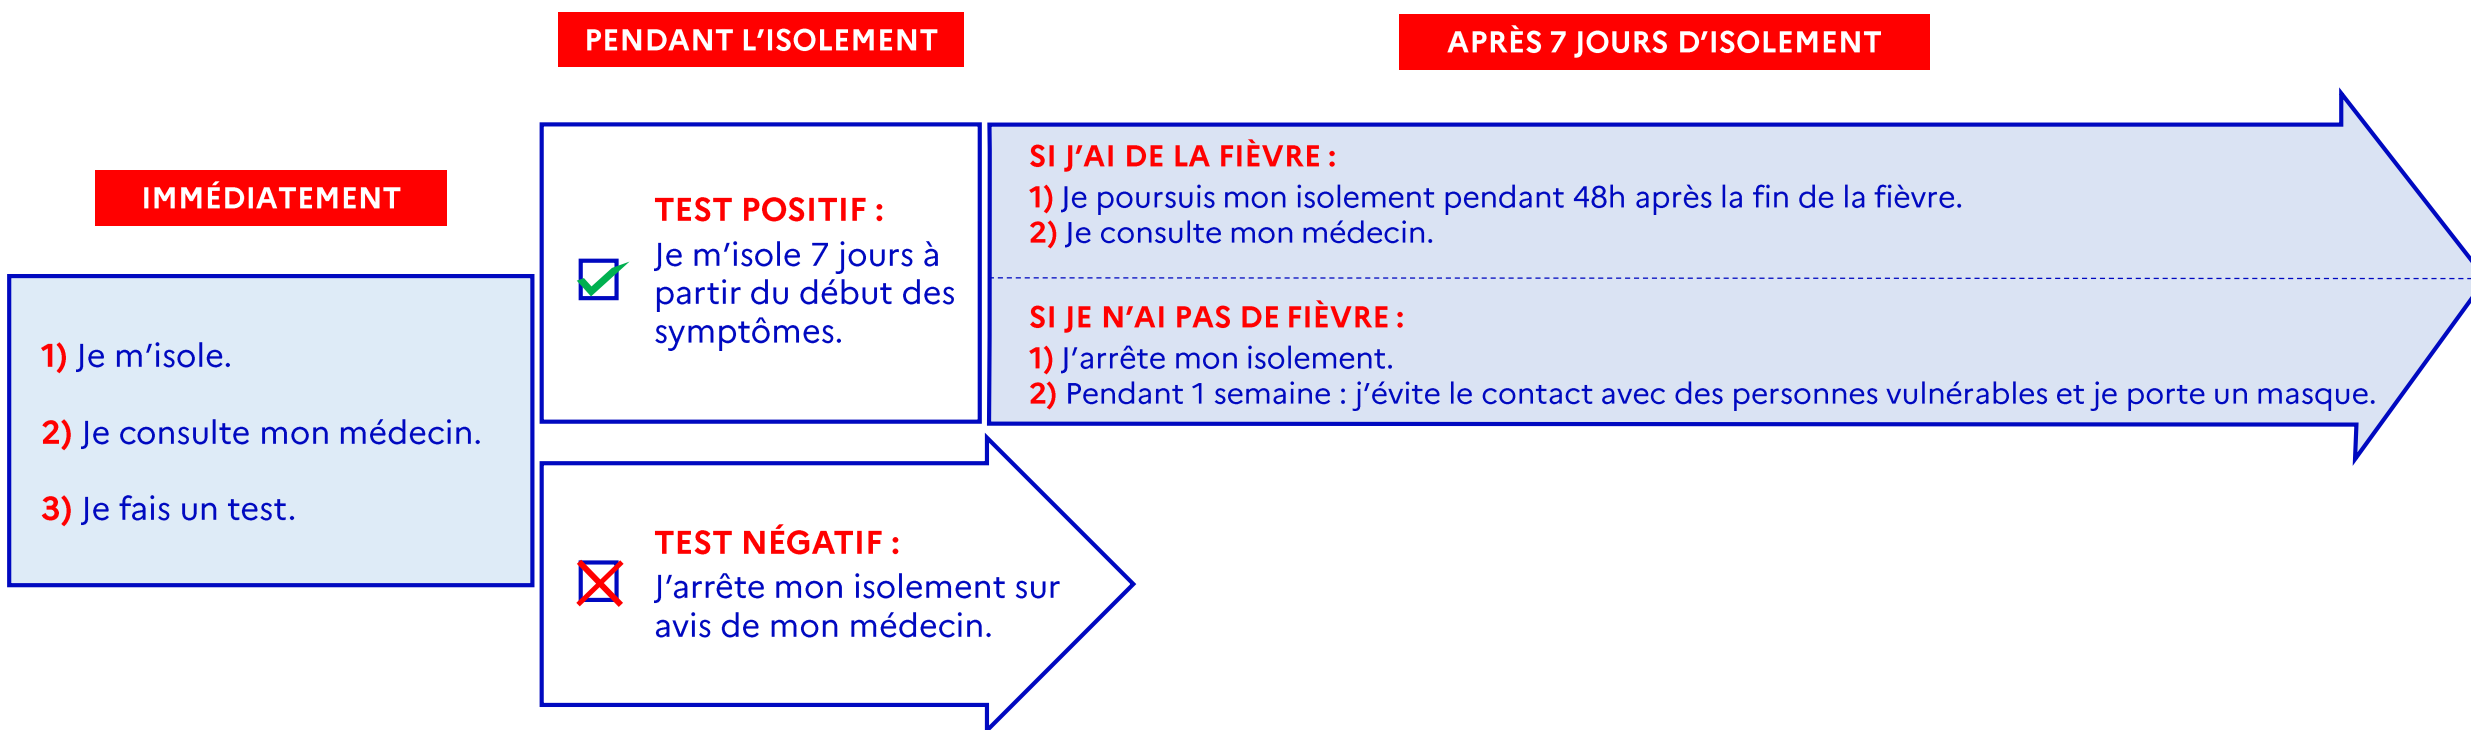 IMMÉDIATEMENT
1) Je m’isole.
2) Je consulte mon médecin.
3) Je fais un test.
PENDANT L’ISOLEMENT
TEST POSITIF :
Je m’isole 7 jours à
partir du début des
symptômes.
TEST NÉGATIF :
J’arrête mon isolement sur
avis de mon médecin.
APRÈS 7 JOURS D’ISOLEMENT
SI J’AI DE LA FIÈVRE :
1) Je poursuis mon isolement pendant 48h après la fin de la fièvre.
2) Je consulte mon médecin.
SI JE N’AI PAS DE FIÈVRE :
1) J’arrête mon isolement.
2) Pendant 1 semaine : j’évite le contact avec des personnes vulnérables et je porte un masque.